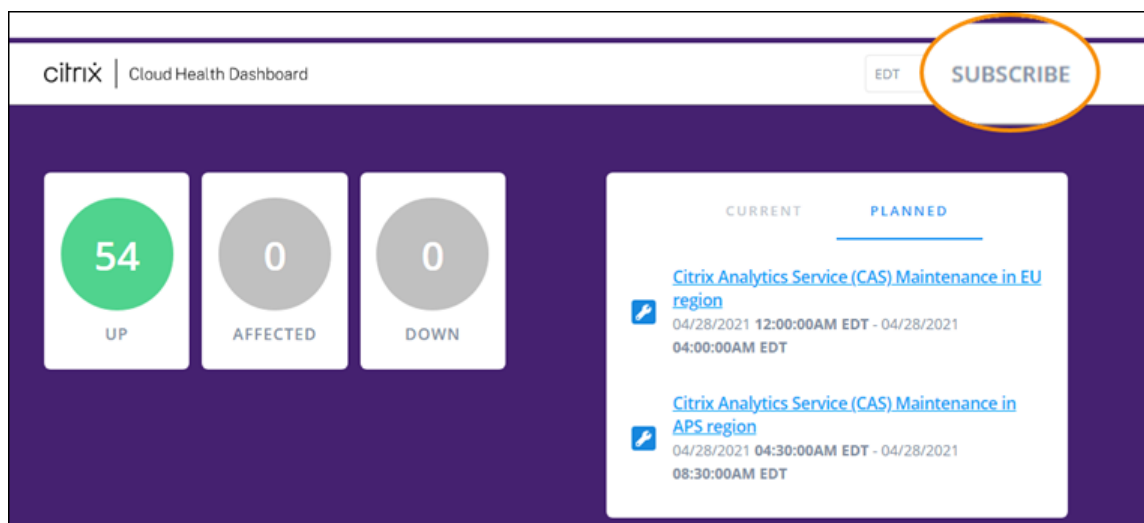 citrix | Cloud Health Dashboard
EDT
SUBSCRIBE
54
UP
0
AFFECTED
0
DOWN
CURRENT
PLANNED
Citrix Analytics Service (CAS) Maintenance in EU
region
04/28/2021 12:00:00AM EDT - 04/28/2021
04:00:00AM EDT
Citrix Analytics Service (CAS) Maintenance in
APS region
04/28/2021 04:30:00AM EDT - 04/28/2021
08:30:00AM EDT